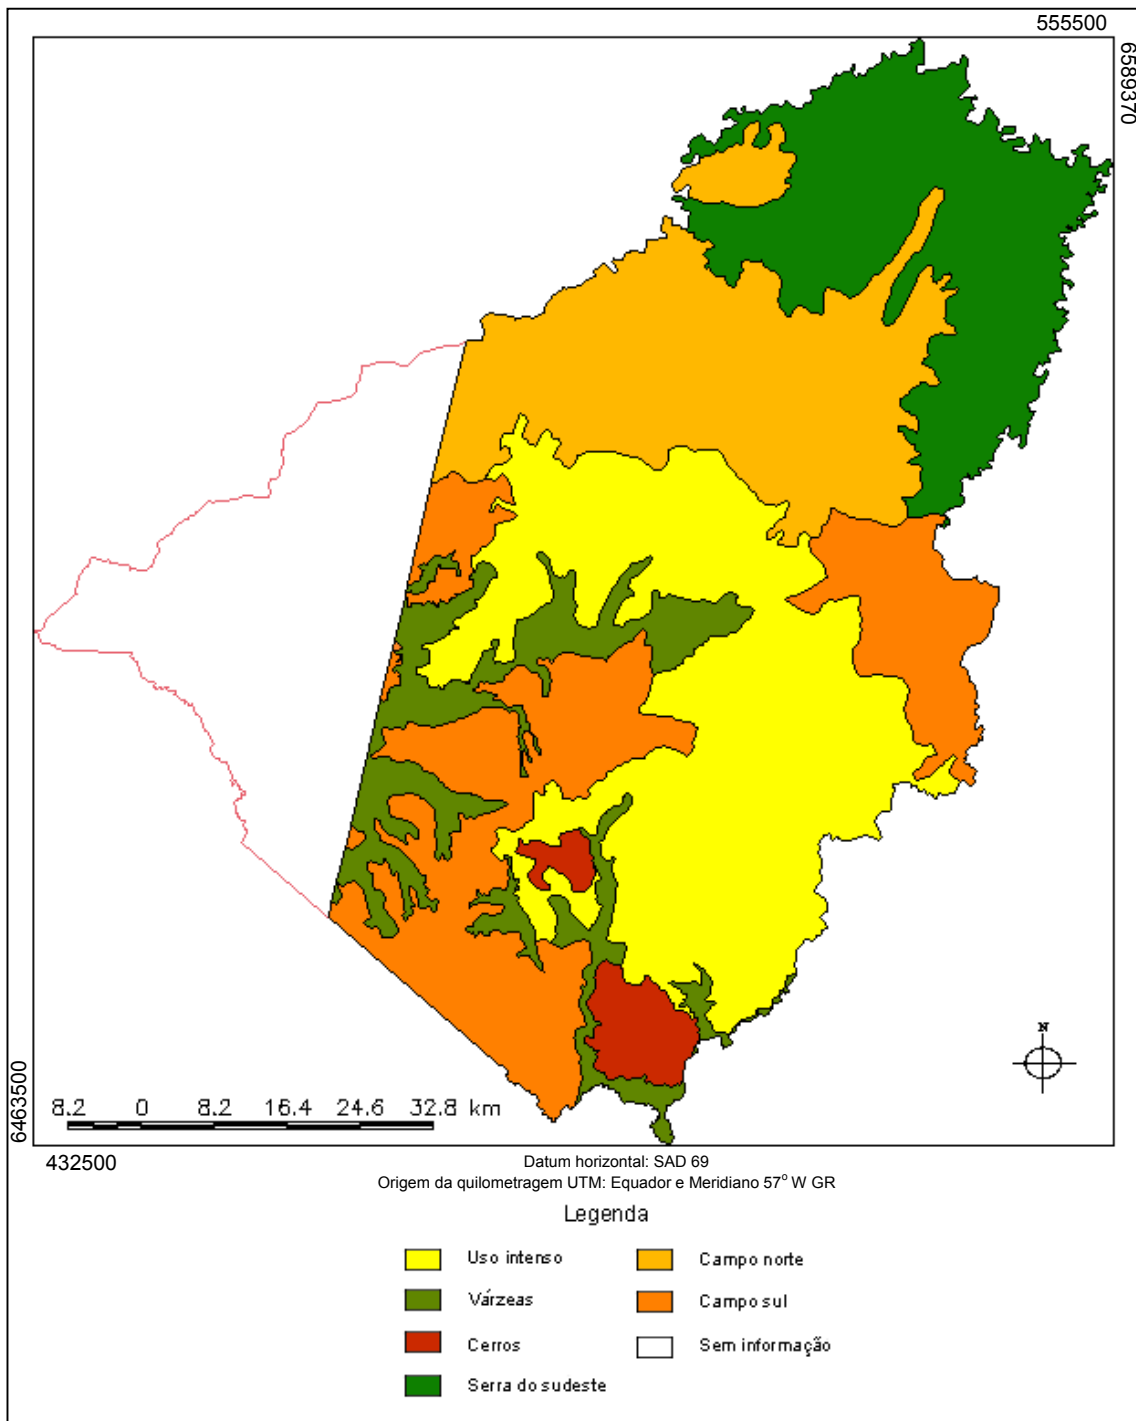 555500
6589370
N
6463500
8.2 0 8.2 16.4 24.6 32.8 km
432500
Datum horizontal: SAD 69
Origem da quilometragem UTM: Equador e Meridiano 57° W GR
Legenda
Uso intenso
Várzeas
Cerros
Serra do sudeste
Campo norte
Campo sul
Sem informação